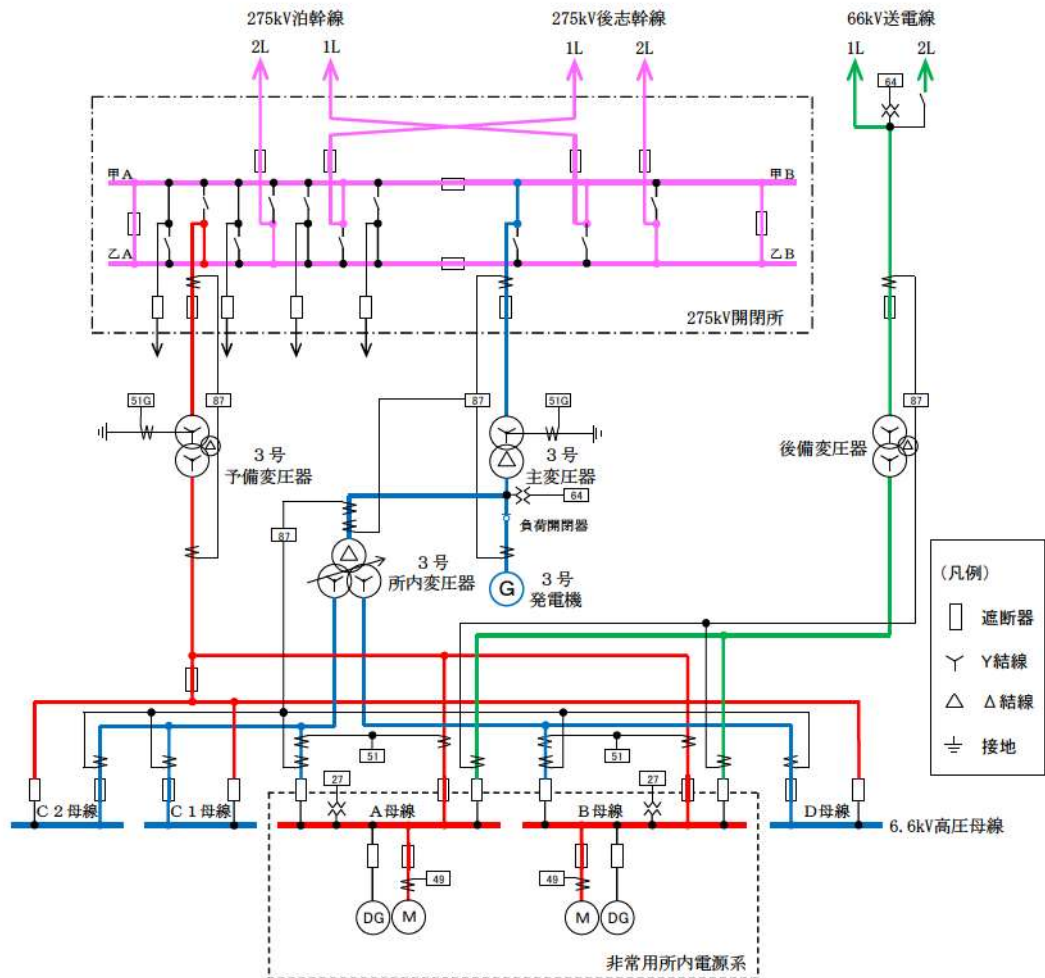 275kV泊幹線
275kV後志幹線
66kV送電線
2L
1L
1L
2L
1L
2L
64
甲A
甲B
乙A
乙B
275kV開閉所
51G
87
87
51G
87
3号
予備変圧器
3号
主変圧器
後備変圧器
64
負荷開閉器
87
3号
所内変圧器
G
3号
発電機
(凡例)
遮断器
Y結線
Δ結線
接地
51
51
27
27
C2母線
C1母線
A母線
B母線
D母線
6.6kV高圧母線
49
49
DG
M
M
DG
非常用所内電源系